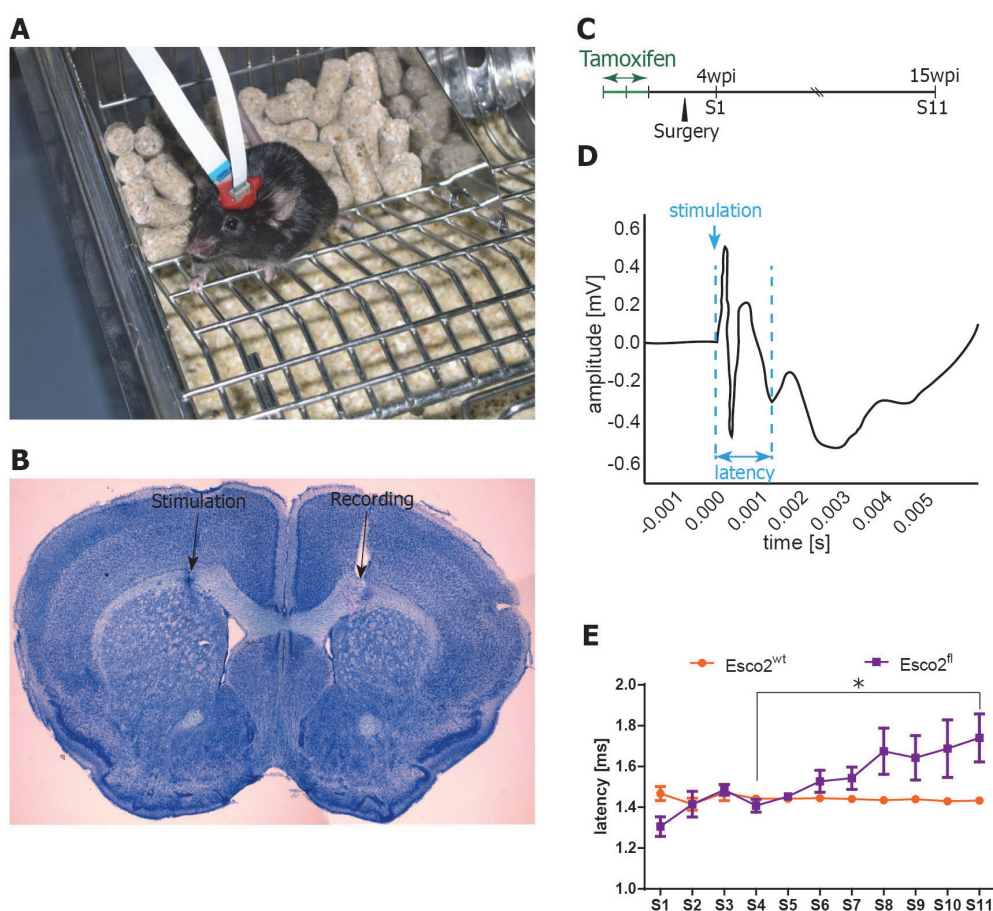 A
B
Stimulation
Recording
C
Tamoxifen
4wpi
15wpi
S1
S11
Surgery
D
stimulation
0.6
0.4
0.2
0.0
-0.2
-0.4
-0.6
amplitude [mV]
latency
-0.001
0.000
0.001
0.002
0.003
0.004
0.005
time [s]
E
Esco2wt
Esco2fl
*
2.0
1.8
1.6
1.4
1.2
1.0
latency [ms]
S1 S2 S3 S4 S5 S6 S7 S8 S9 S10 S11